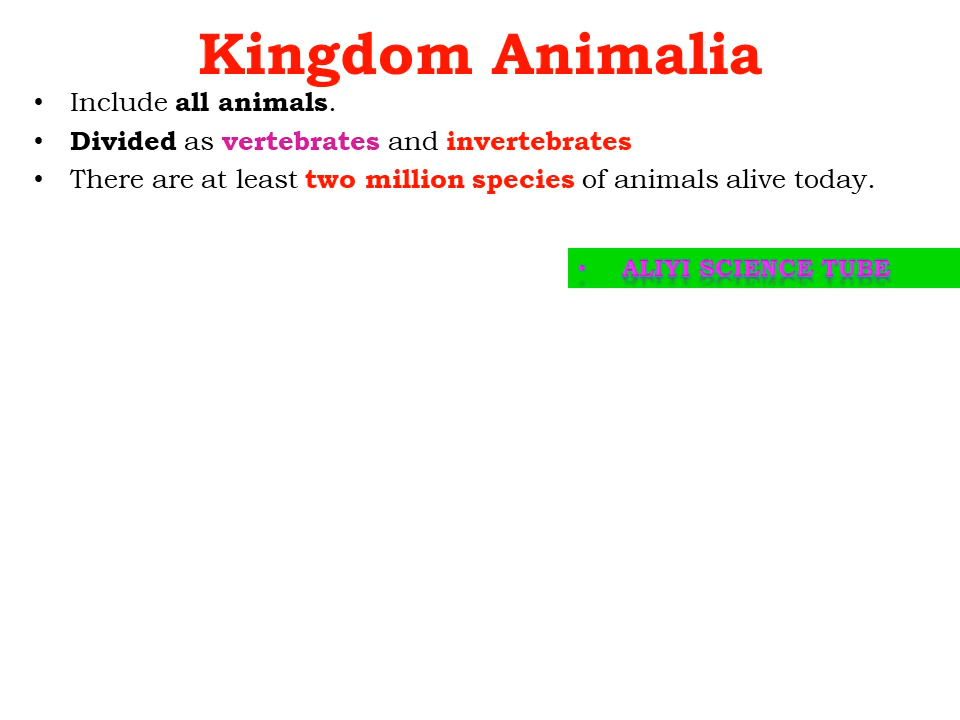 Kingdom Animalia
• Include all animals.
• Divided as vertebrates and invertebrates
• There are at least two million species of animals alive today.
• ALIYI SCIENCE TUBE